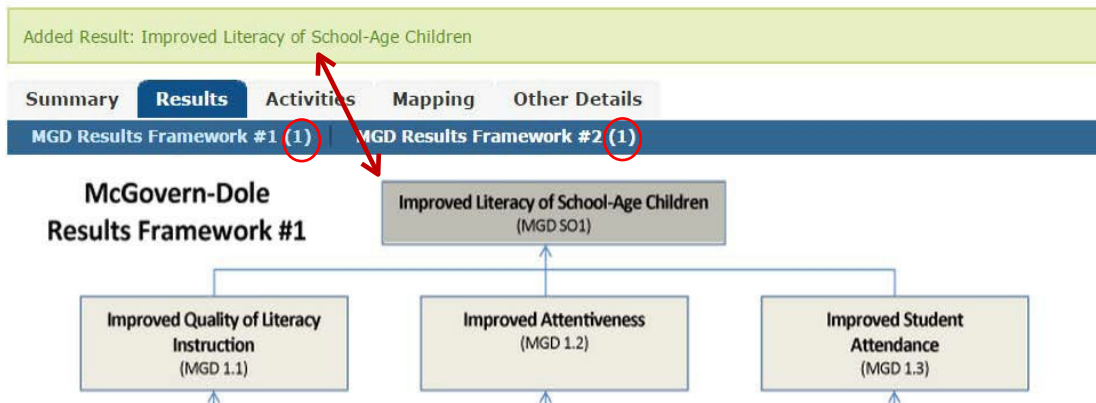 Added Result: Improved Literacy of School-Age Children
Summary Results Activities Mapping Other Details
MGD Results Framework #1 (1) MGD Results Framework #2 (1)
McGovern-Dole
Results Framework #1
Improved Literacy of School-Age Children
(MGD SO1)
Improved Quality of Literacy
Instruction
(MGD 1.1)
Improved Attentiveness
(MGD 1.2)
Improved Student
Attendance
(MGD 1.3)